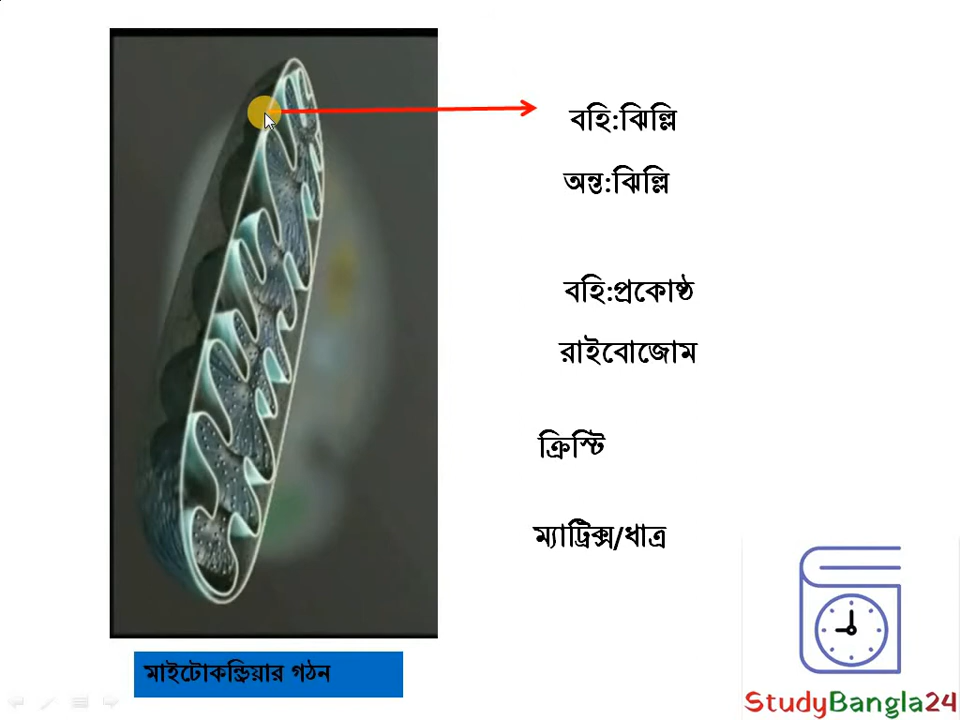 বহি:ঝিল্লি
অন্ত:ঝিল্লি
বহি:প্রকোষ্ঠ
রাইবোজোম
ক্রিস্টি
ম্যাট্রিক্স/ধাত্র
মাইটোকন্ড্রিয়ার গঠন
StudyBangla24